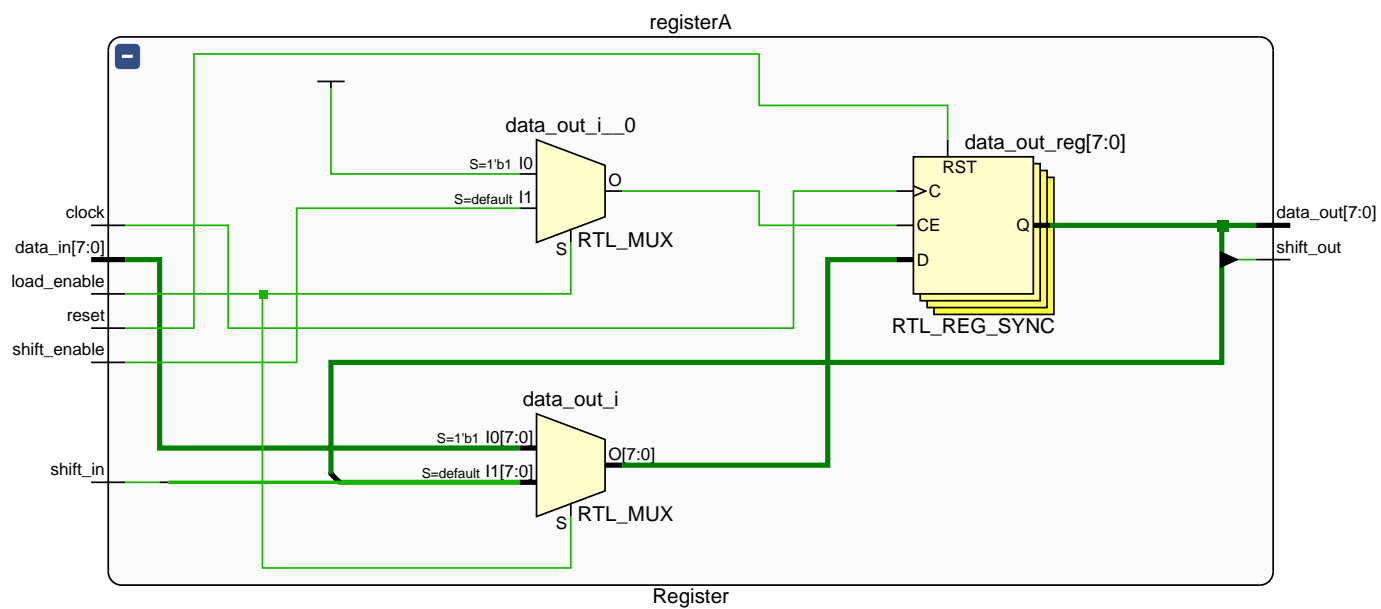 registerA
data_out_i__0
S=1'b1 I0
S=default I1
O
S
RTL_MUX
data_out_reg[7:0]
RST
C
CE
D
Q
RTL_REG_SYNC
clock
data_in[7:0]
load_enable
reset
shift_enable
shift_in
data_out[7:0]
shift_out
data_out_i
S=1'b1 I0[7:0]
S=default I1[7:0]
O[7:0]
S
RTL_MUX
Register